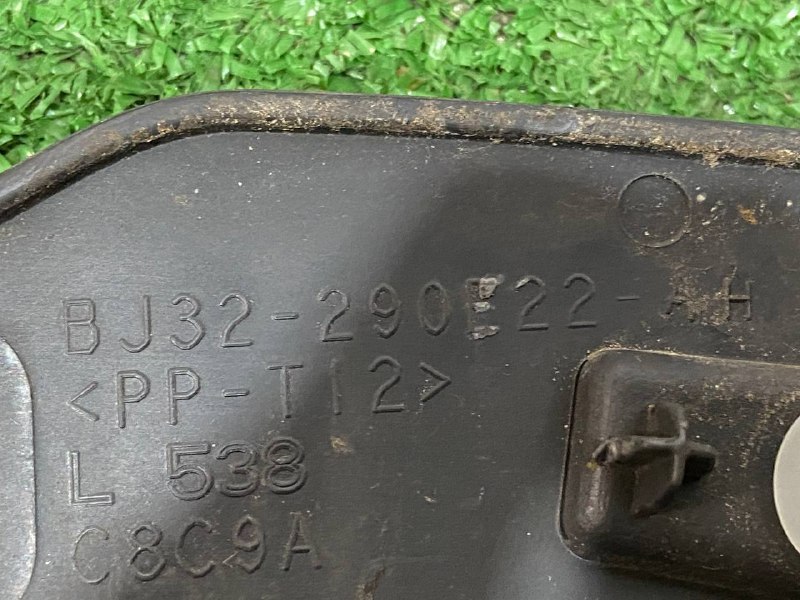 BJ32-290E22-AH
<PP-T12>
L 538
C8C9A